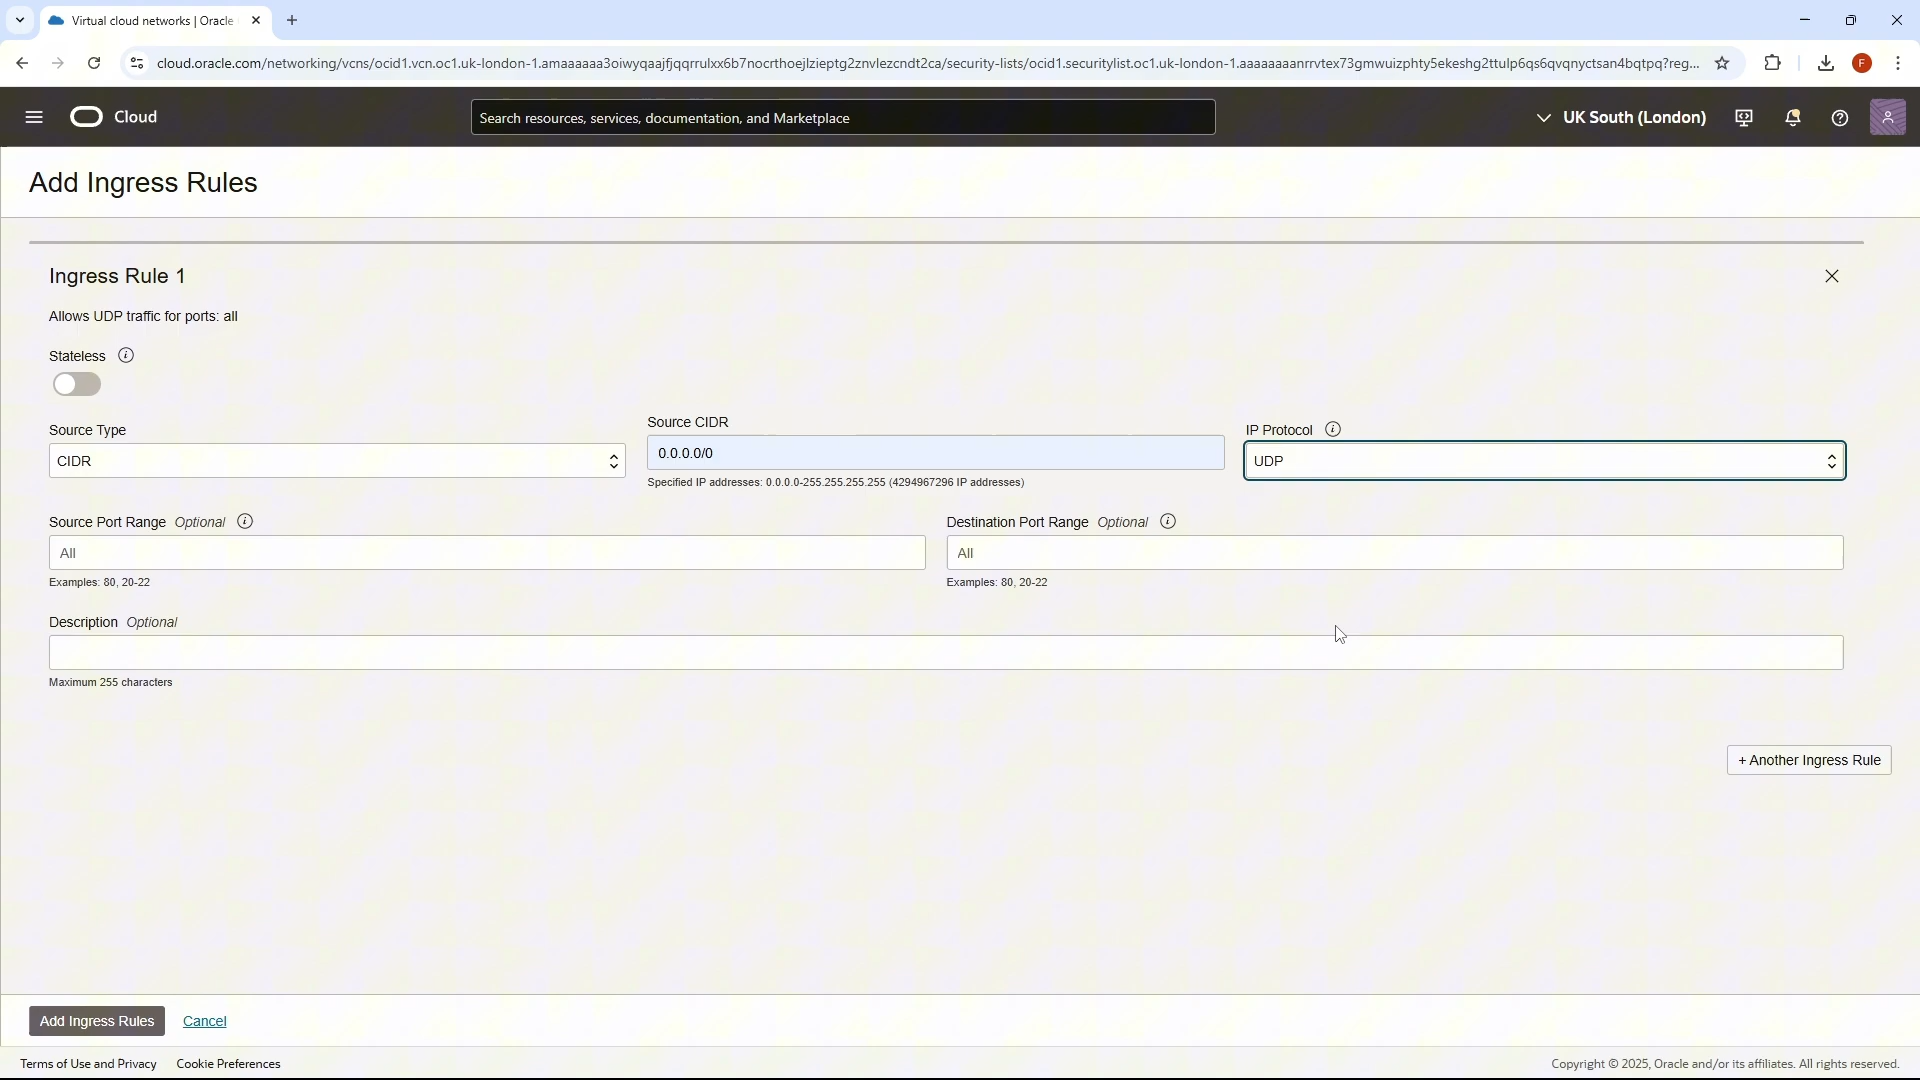 Virtual cloud networks | Oracle
cloud.oracle.com/networking/vcns/ocid1.vcn.oc1.uk-london-1.amaaaaaa3oiwyqaajfjqqrrulxx6b7nocrthoejlzieptg2znvlezcndt2ca/security-lists/ocid1.securitylist.oc1.uk-london-1.aaaaaaaanrrvtex73gmwuizphty5ekeshg2ttulp6qs6qvqnyctsan4bqtpq?reg...
F
Cloud
Search resources, services, documentation, and Marketplace
UK South (London)
Add Ingress Rules
Ingress Rule 1
Allows UDP traffic for ports: all
Stateless
Source Type
Source CIDR
IP Protocol
CIDR
0.0.0.0/0
UDP
Specified IP addresses: 0.0.0.0-255.255.255.255 (4294967296 IP addresses)
Source Port Range Optional
Destination Port Range Optional
All
All
Examples: 80, 20-22
Examples: 80, 20-22
Description Optional
Maximum 255 characters
+ Another Ingress Rule
Add Ingress Rules
Cancel
Terms of Use and Privacy
Cookie Preferences
Copyright © 2025, Oracle and/or its affiliates. All rights reserved.